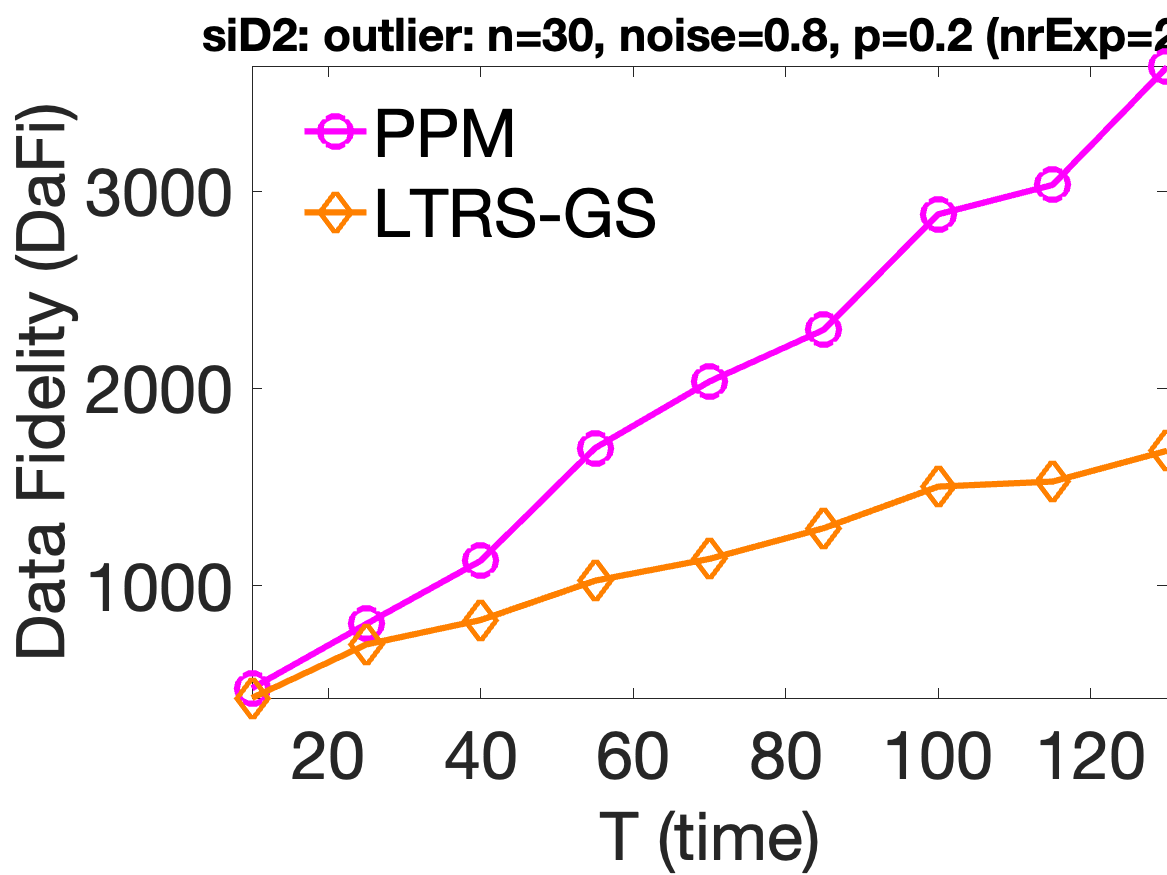 siD2: outlier: n=30, noise=0.8, p=0.2 (nrExp=2
PPM
LTRS-GS
Data Fidelity (DaFi)
3000
2000
1000
20 40 60 80 100 120
T (time)